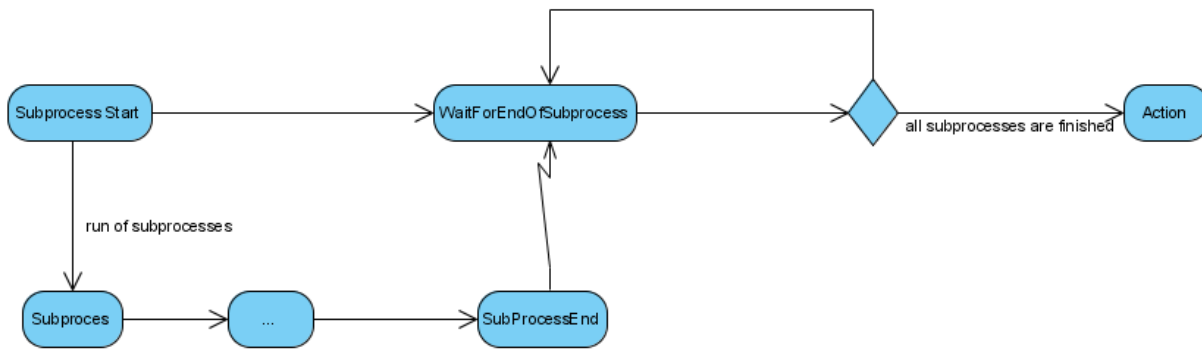 Subprocess Start
WaitForEndOfSubprocess
all subprocesses are finished
Action
run of subprocesses
Subproces
...
SubProcessEnd